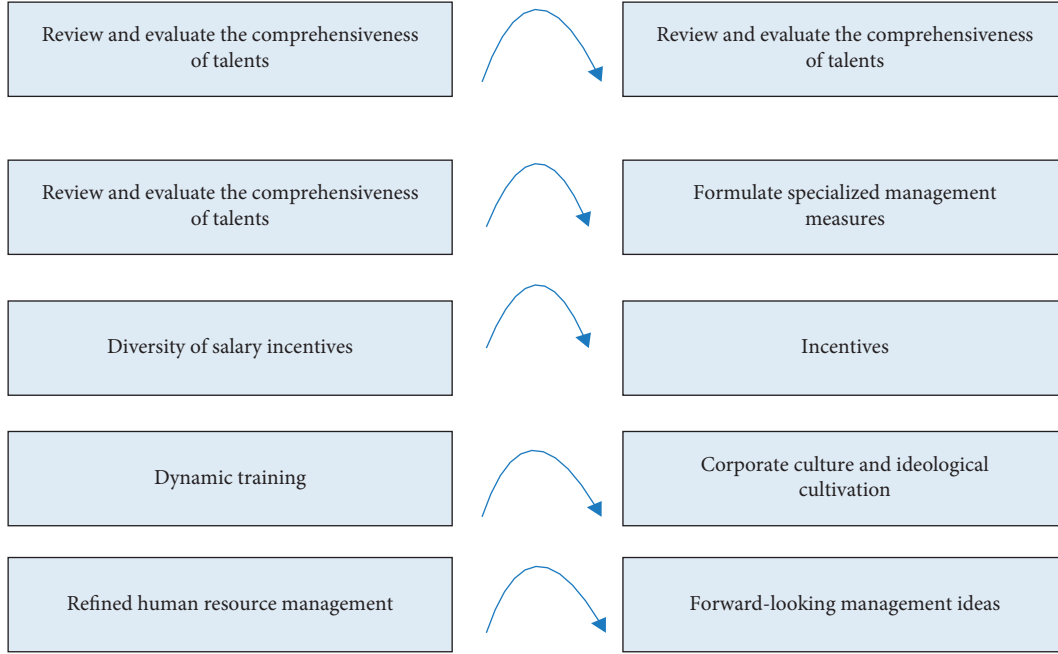 Review and evaluate the comprehensiveness
of talents
Review and evaluate the comprehensiveness
of talents
Review and evaluate the comprehensiveness
of talents
Formulate specialized management
measures
Diversity of salary incentives
Incentives
Dynamic training
Corporate culture and ideological
cultivation
Refined human resource management
Forward-looking management ideas